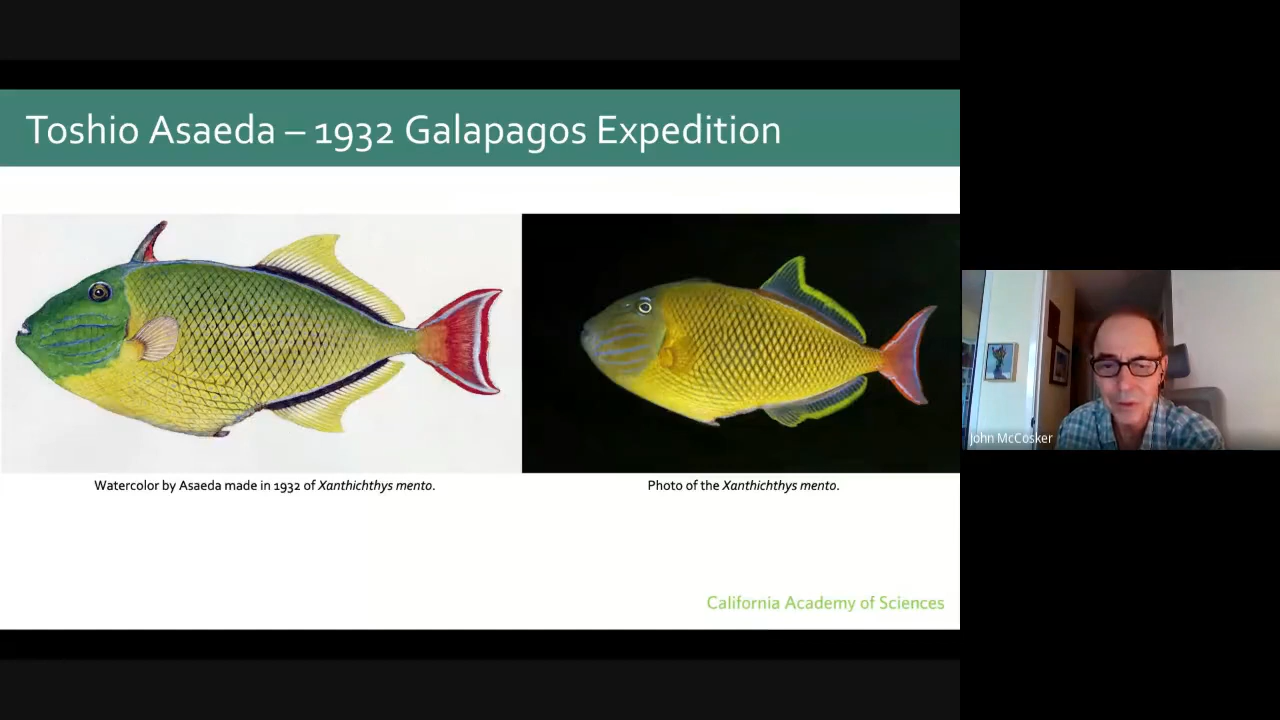 Toshio Asaeda – 1932 Galapagos Expedition
Watercolor by Asaeda made in 1932 of Xanthichthys mento.
Photo of the Xanthichthys mento.
California Academy of Sciences
John McCosker